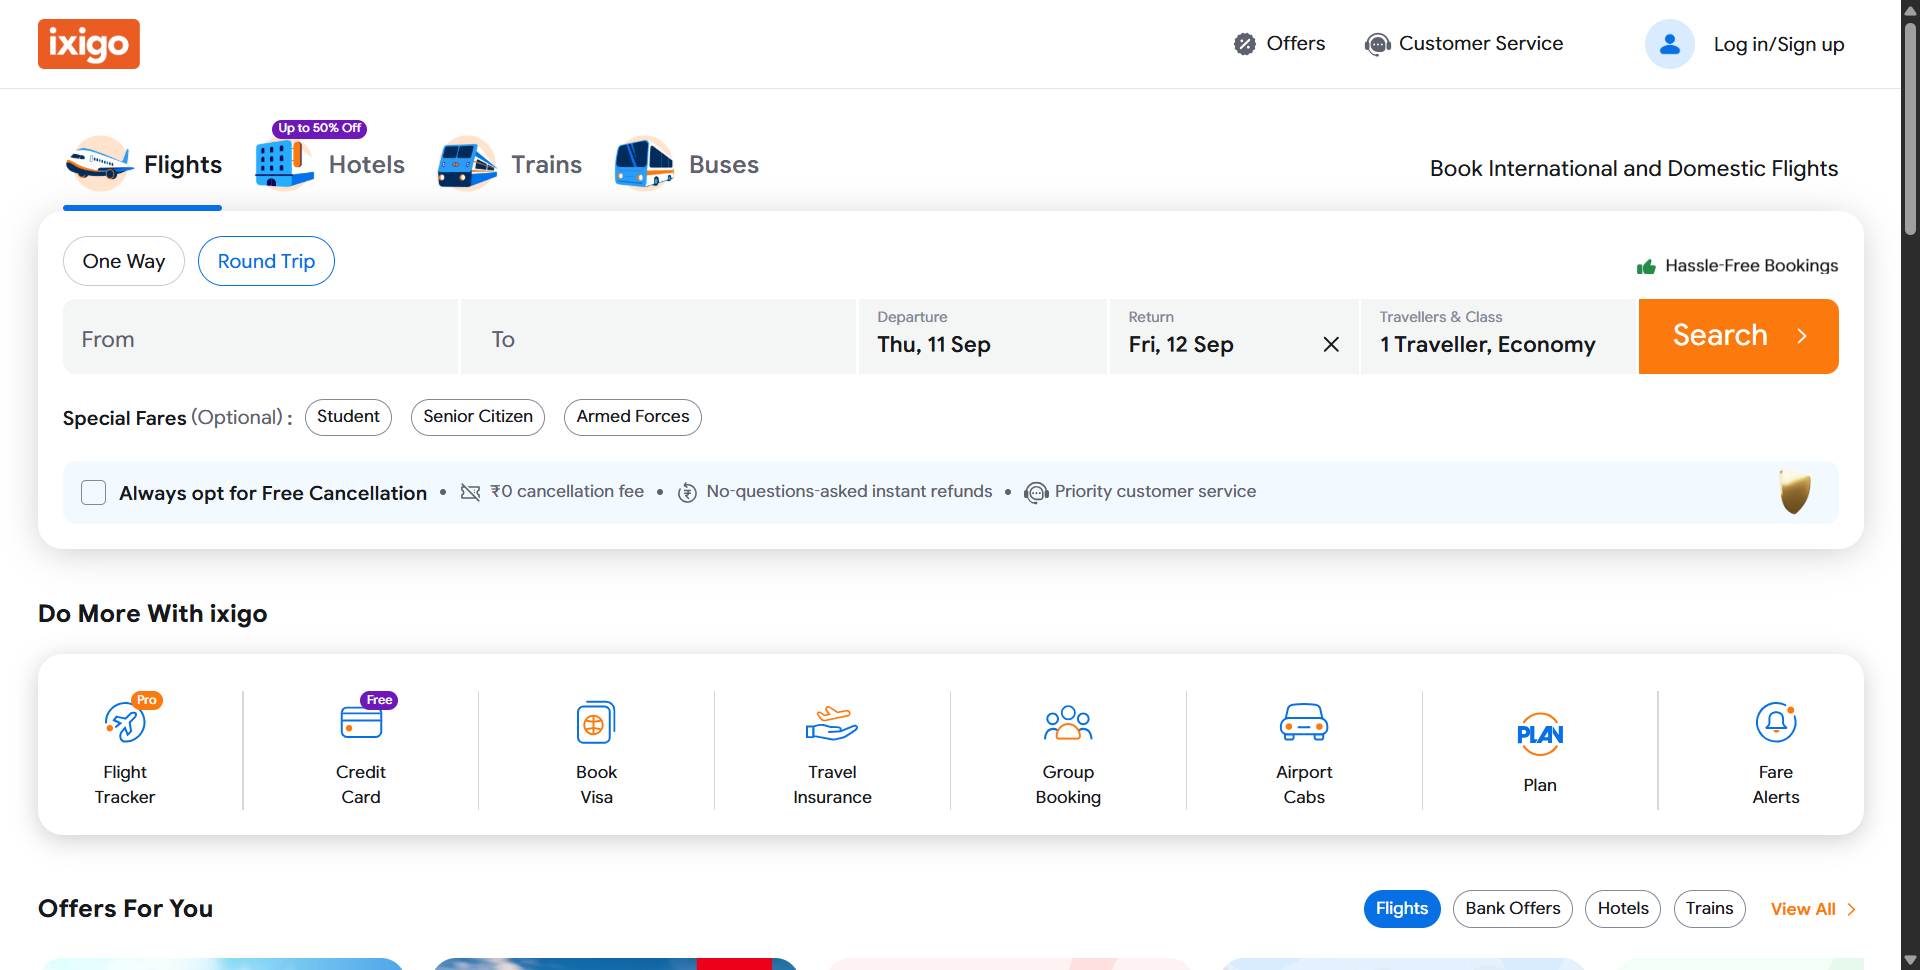 ixigo
Offers
Customer Service
Log in/Sign up
Flights
Up to 50% Off
Hotels
Trains
Buses
Book International and Domestic Flights
One Way
Round Trip
Hassle-Free Bookings
From
To
Departure
Thu, 11 Sep
Return
Fri, 12 Sep
Travellers & Class
1 Traveller, Economy
Search
Special Fares (Optional) :
Student
Senior Citizen
Armed Forces
Always opt for Free Cancellation • ₹0 cancellation fee • No-questions-asked instant refunds • Priority customer service
Do More With ixigo
Pro
Flight
Tracker
Free
Credit
Card
Book
Visa
Travel
Insurance
Group
Booking
Airport
Cabs
PLAN
Plan
Fare
Alerts
Offers For You
Flights
Bank Offers
Hotels
Trains
View All